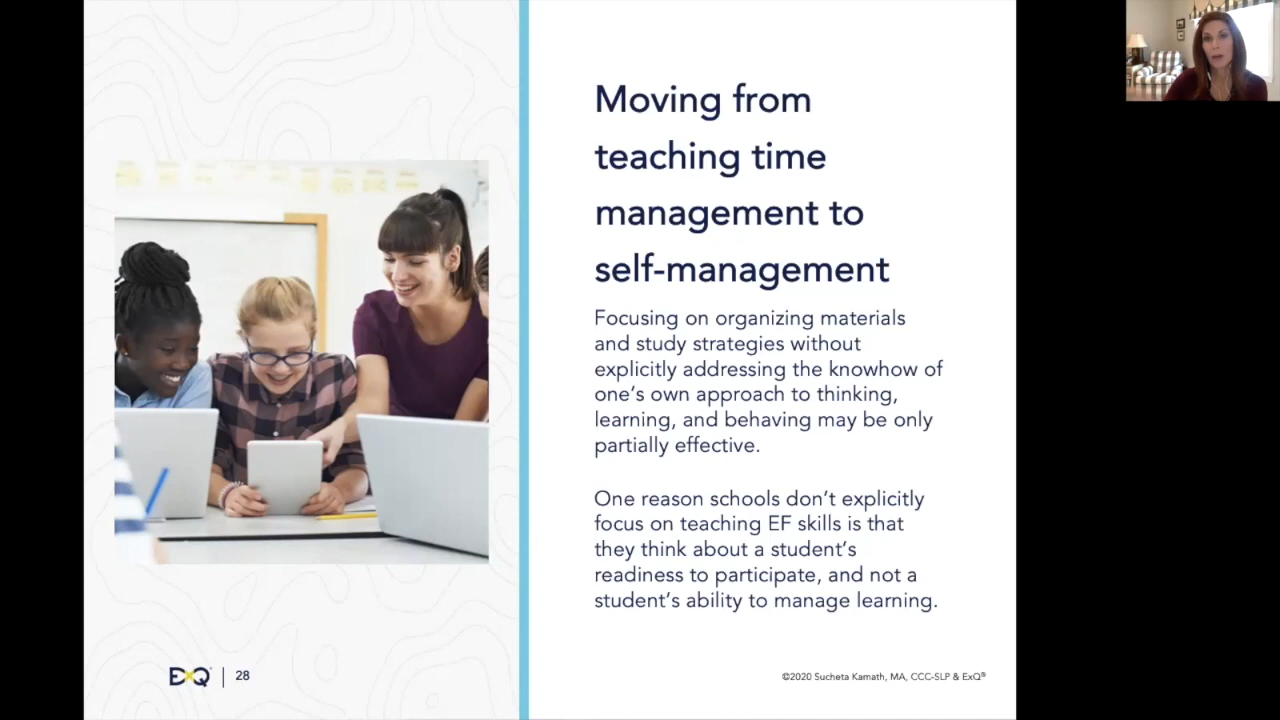 Moving from
teaching time
management to
self-management
Focusing on organizing materials
and study strategies without
explicitly addressing the knowhow of
one's own approach to thinking,
learning, and behaving may be only
partially effective.
One reason schools don't explicitly
focus on teaching EF skills is that
they think about a student's
readiness to participate, and not a
student's ability to manage learning.
ExQ® | 28
©2020 Sucheta Kamath, MA, CCC-SLP & ExQ®